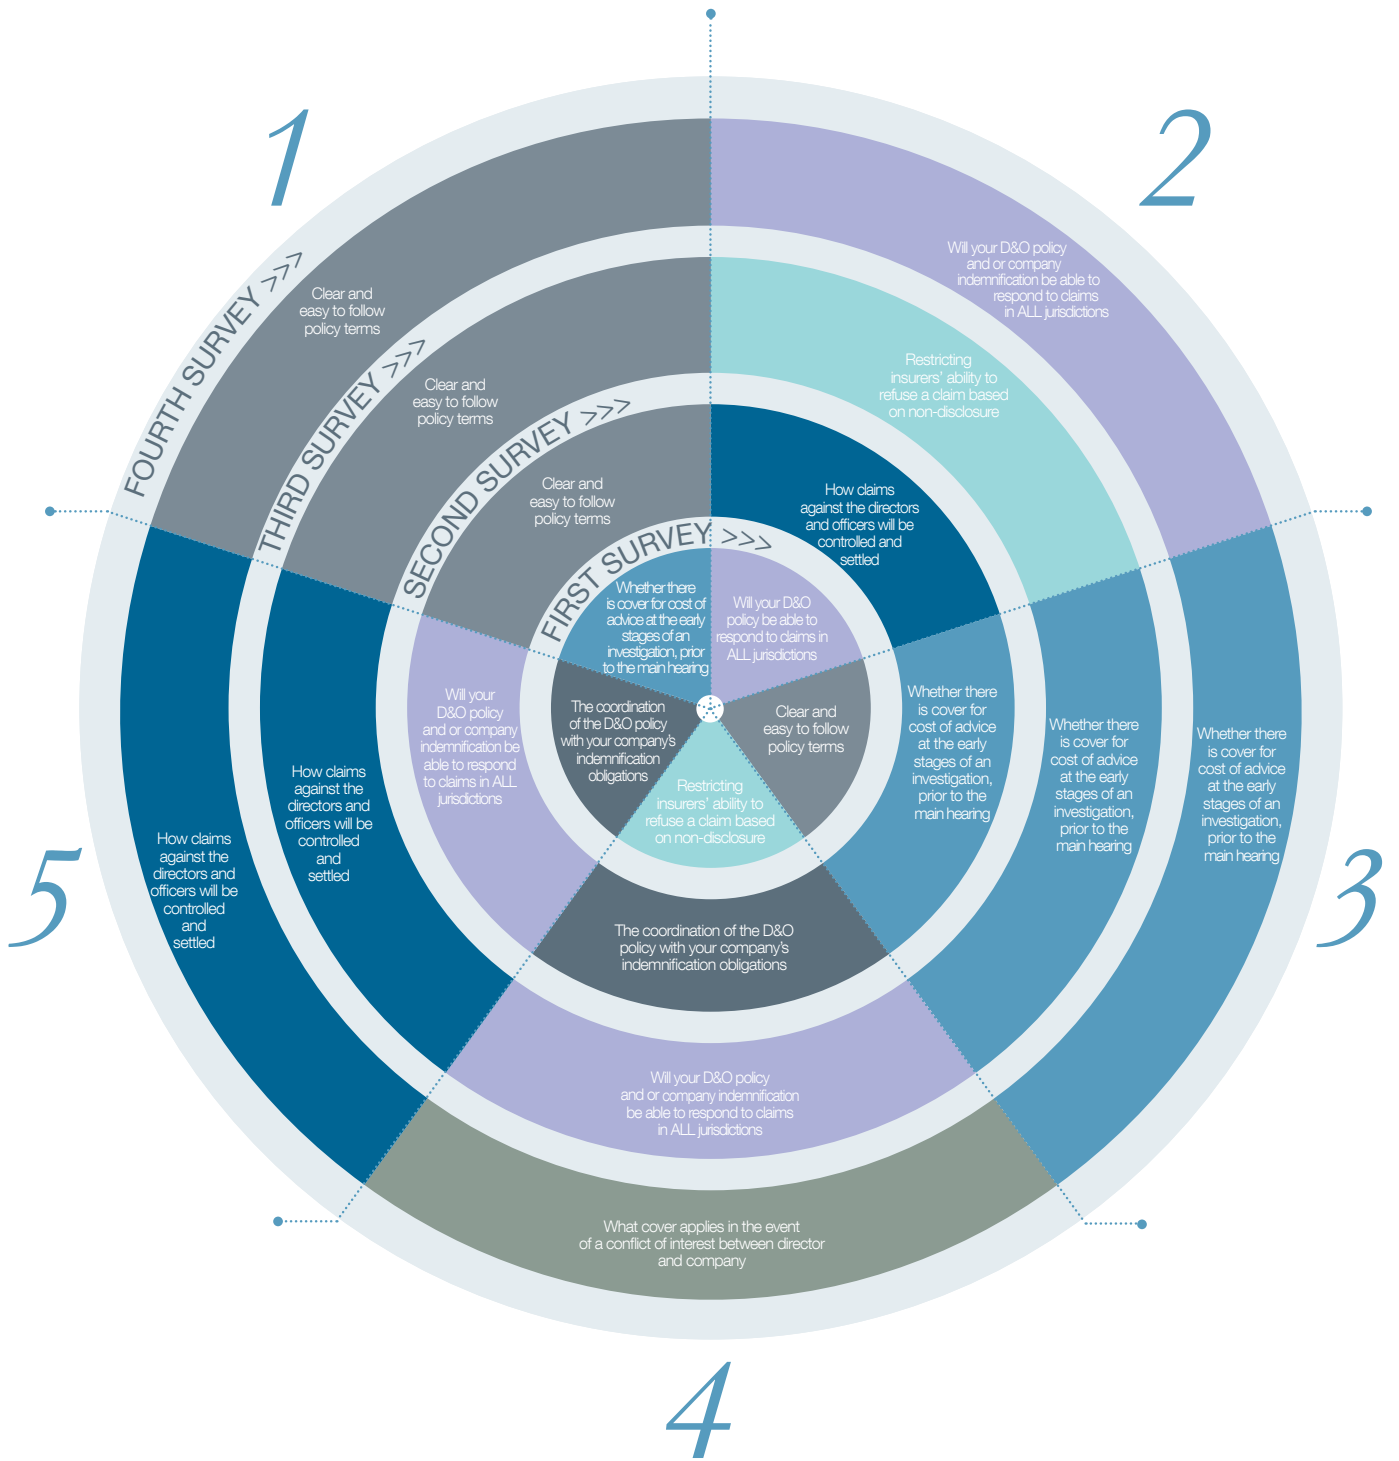 1
2
FOURTH SURVEY >>>
Clear and
easy to follow
policy terms
Will your D&O policy
and or company
indemnification be able to
respond to claims
in ALL jurisdictions
THIRD SURVEY >>>
Clear and
easy to follow
policy terms
Restricting
insurers' ability to
refuse a claim based
on non-disclosure
SECOND SURVEY >>>
Clear and
easy to follow
policy terms
How claims
against the directors
and officers will be
controlled and
settled
FIRST SURVEY >>>
Whether there
is cover for cost of
advice at the early
stages of an
investigation, prior
to the main hearing
Will your D&O
policy be able to
respond to claims in
ALL jurisdictions
The coordination
of the D&O policy
with your company's
indemnification
obligations
Clear and
easy to follow
policy terms
Restricting
insurers' ability to
refuse a claim based
on non-disclosure
Will your
D&O policy
and or company
indemnification be
able to respond
to claims in ALL
jurisdictions
Whether there
is cover for
cost of advice
at the early
stages of an
investigation,
prior to the
main hearing
Whether there
is cover for
cost of advice
at the early
stages of an
investigation,
prior to the
main hearing
Whether there
is cover for
cost of advice
at the early
stages of an
investigation,
prior to the
main hearing
How claims
against the
directors and
officers will be
controlled
and
settled
How claims
against the
directors and
officers will be
controlled
and
settled
5
3
The coordination of the D&O
policy with your company's
indemnification obligations
Will your D&O policy
and or company indemnification
be able to respond to claims
in ALL jurisdictions
What cover applies in the event
of a conflict of interest between director
and company
4